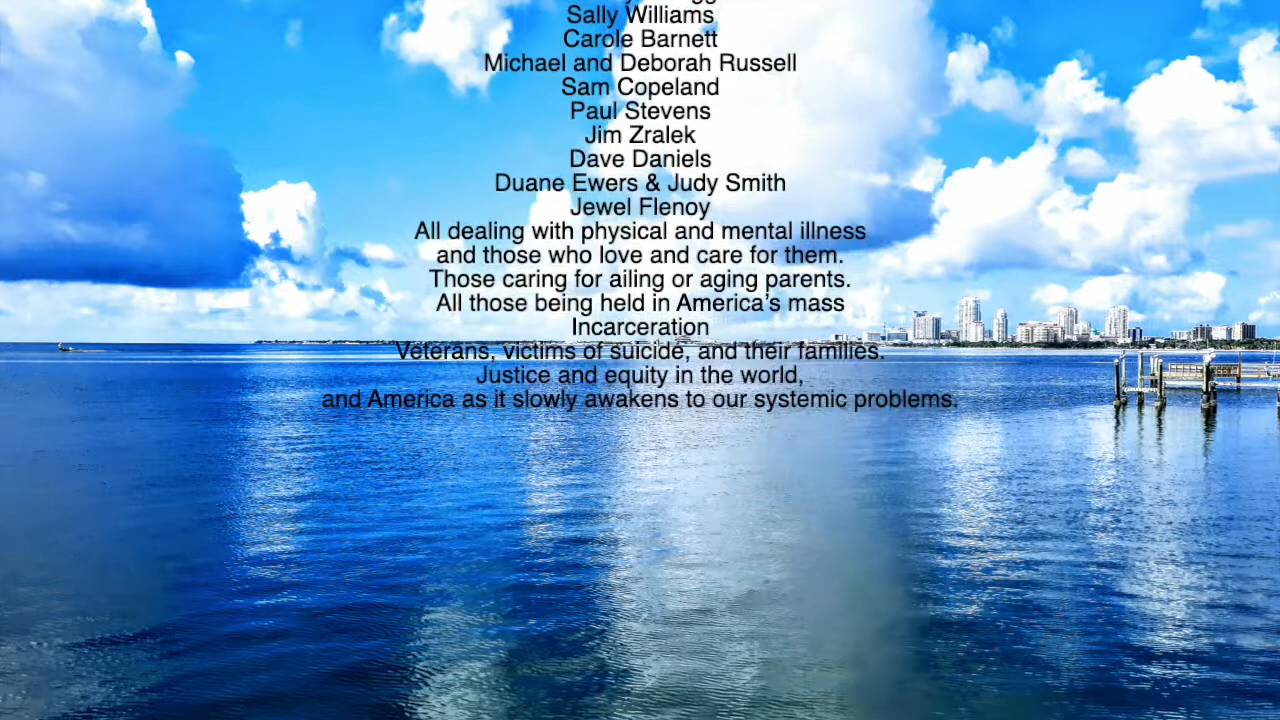 Sally Williams
Carole Barnett
Michael and Deborah Russell
Sam Copeland
Paul Stevens
Jim Zralek
Dave Daniels
Duane Ewers & Judy Smith
Jewel Flenoy
All dealing with physical and mental illness
and those who love and care for them.
Those caring for ailing or aging parents.
All those being held in America’s mass
Incarceration
Veterans, victims of suicide, and their families.
Justice and equity in the world,
and America as it slowly awakens to our systemic problems.